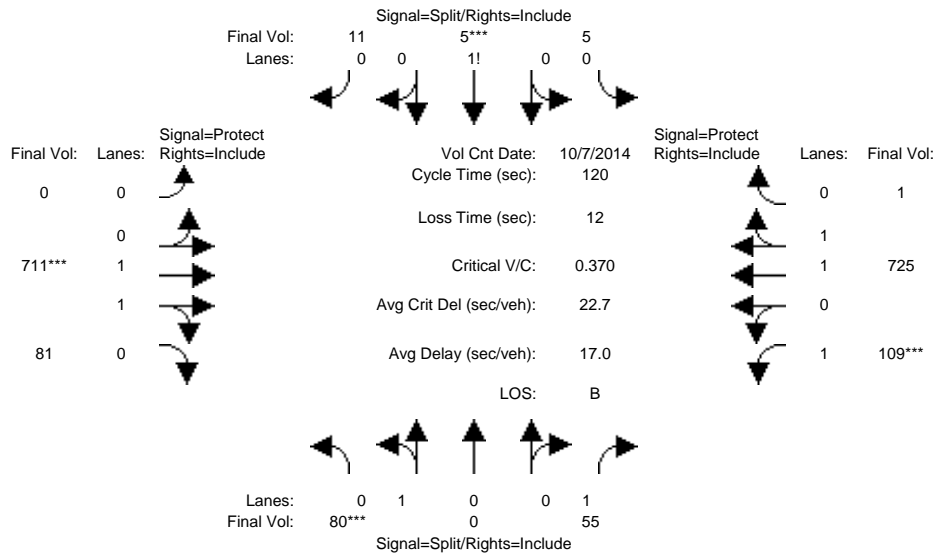 Signal=Split/Rights=Include
Final Vol: 11 5*** 5
Lanes: 0 0 1! 0 0
Signal=Protect Signal=Protect
Final Vol: Lanes: Rights=Include Vol Cnt Date: 10/7/2014 Rights=Include Lanes: Final Vol:
Cycle Time (sec): 120
0 0 0 1
Loss Time (sec): 12
0 1
711*** 1 Critical V/C: 0.370 1 725
1 Avg Crit Del (sec/veh): 22.7 0
81 0 Avg Delay (sec/veh): 17.0 1 109***
LOS: B
Lanes: 0 1 0 0 1
Final Vol: 80*** 0 55
Signal=Split/Rights=Include